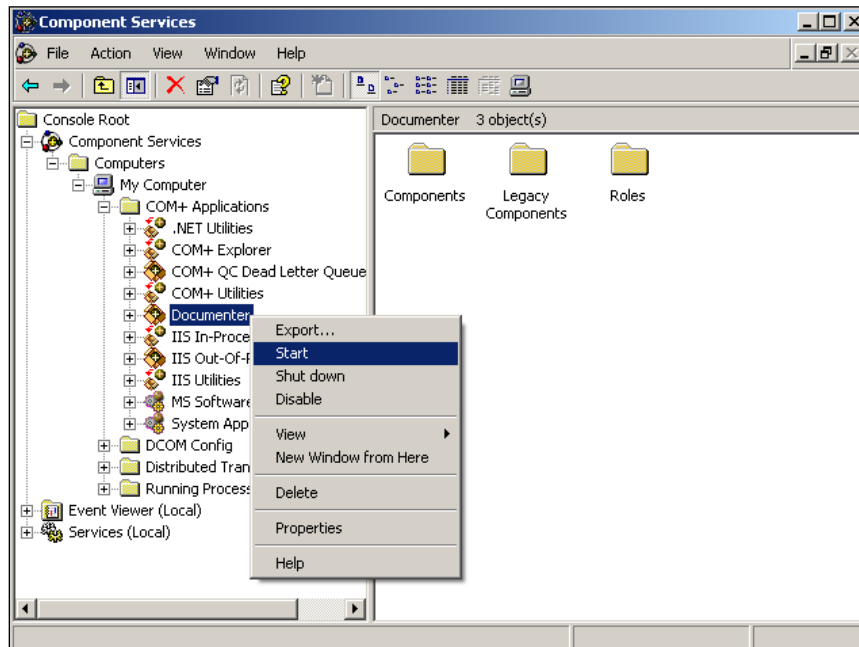 Component Services
File Action View Window Help
Console Root
Component Services
Computers
My Computer
COM+ Applications
.NET Utilities
COM+ Explorer
COM+ QC Dead Letter Queue
COM+ Utilities
Documenter
IIS In-Proce
IIS Out-Of-
IIS Utilities
MS Software
System App
DCOM Config
Distributed Tran
Running Process
Event Viewer (Local)
Services (Local)
Export...
Start
Shut down
Disable
View
New Window from Here
Delete
Properties
Help
Documenter 3 object(s)
Components
Legacy
Components
Roles